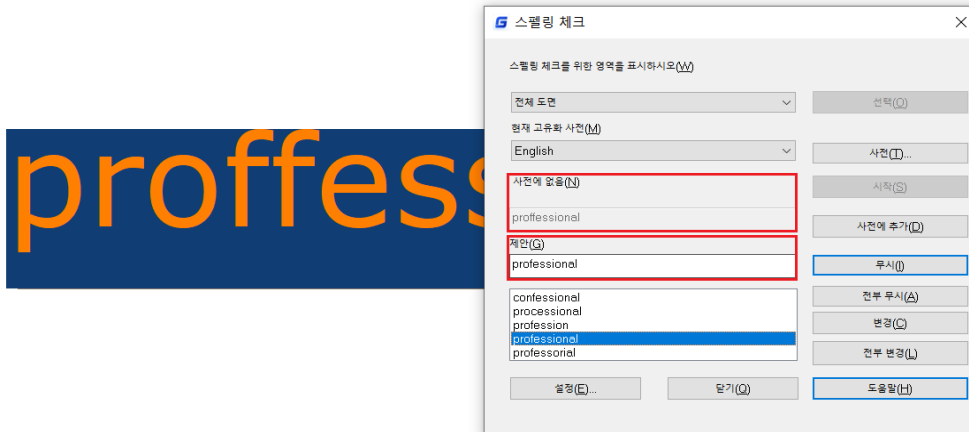 스펠링 체크
스펠링 체크를 위한 영역을 표시하시오(W)
전체 도면
선택(O)
현재 고유화 사전(M)
English
사전(T)...
사전에 없음(N)
시작(S)
proffessional
사전에 추가(D)
제안(G)
professional
무시(I)
confessional
processional
profession
professional
professorial
전부 무시(A)
변경(C)
전부 변경(L)
설정(E)...
닫기(Q)
도움말(H)
proffess